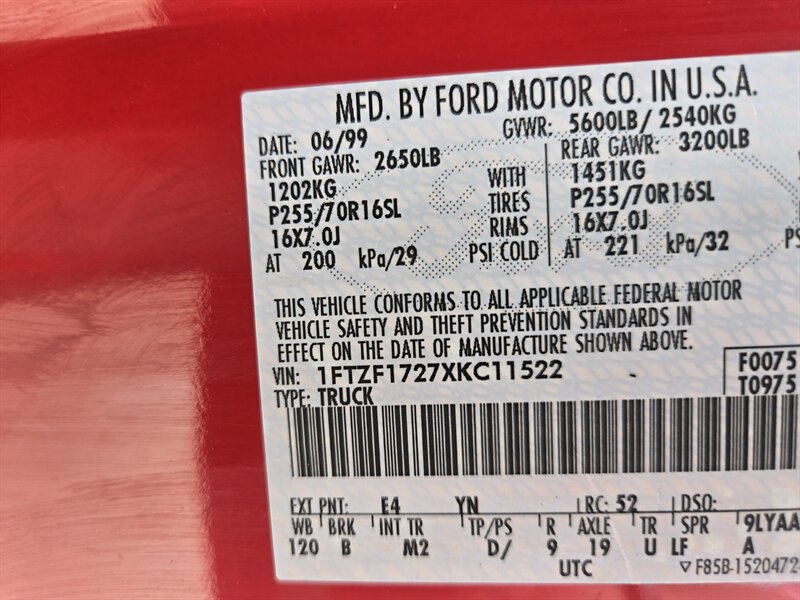 MFD. BY FORD MOTOR CO. IN U.S.A.
DATE: 06/99 GVWR: 5600LB/ 2540KG
FRONT GAWR: 2650LB REAR GAWR: 3200LB
1202KG WITH 1451KG
P255/70R16SL TIRES P255/70R16SL
16X7.0J RIMS 16X7.0J
AT 200 kPa/29 PSI COLD AT 221 kPa/32 PS
THIS VEHICLE CONFORMS TO ALL APPLICABLE FEDERAL MOTOR
VEHICLE SAFETY AND THEFT PREVENTION STANDARDS IN
EFFECT ON THE DATE OF MANUFACTURE SHOWN ABOVE.
VIN: 1FTZF1727XKC11522 F0075
TYPE: TRUCK T0975
EXT PNT: E4 YN RC: 52 DSO:
WB BRK INT TR TP/PS R AXLE TR SPR 9LYAA
120 B M2 D/ 9 19 U LF A
UTC ▽F85B-1520472